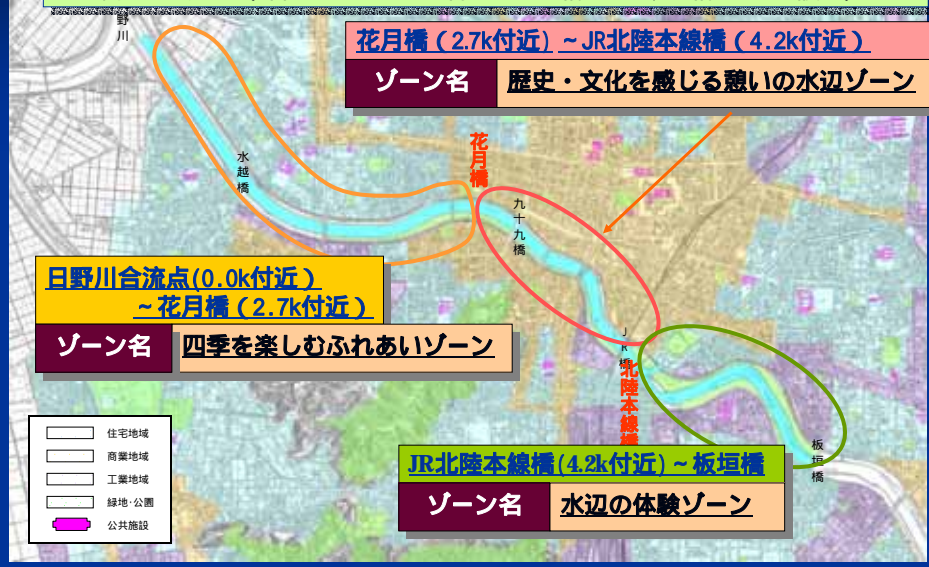 野川
花月橋(2.7k付近)~JR北陸本線橋(4.2k付近)
ゾーン名 歴史・文化を感じる憩いの水辺ゾーン
水越橋
花月橋
九十九橋
日野川合流点(0.0k付近)
~花月橋(2.7k付近)
ゾーン名 四季を楽しむふれあいゾーン
JR橋
北陸本線橋
板垣橋
JR北陸本線橋(4.2k付近)~板垣橋
ゾーン名 水辺の体験ゾーン
住宅地域
商業地域
工業地域
緑地・公園
公共施設